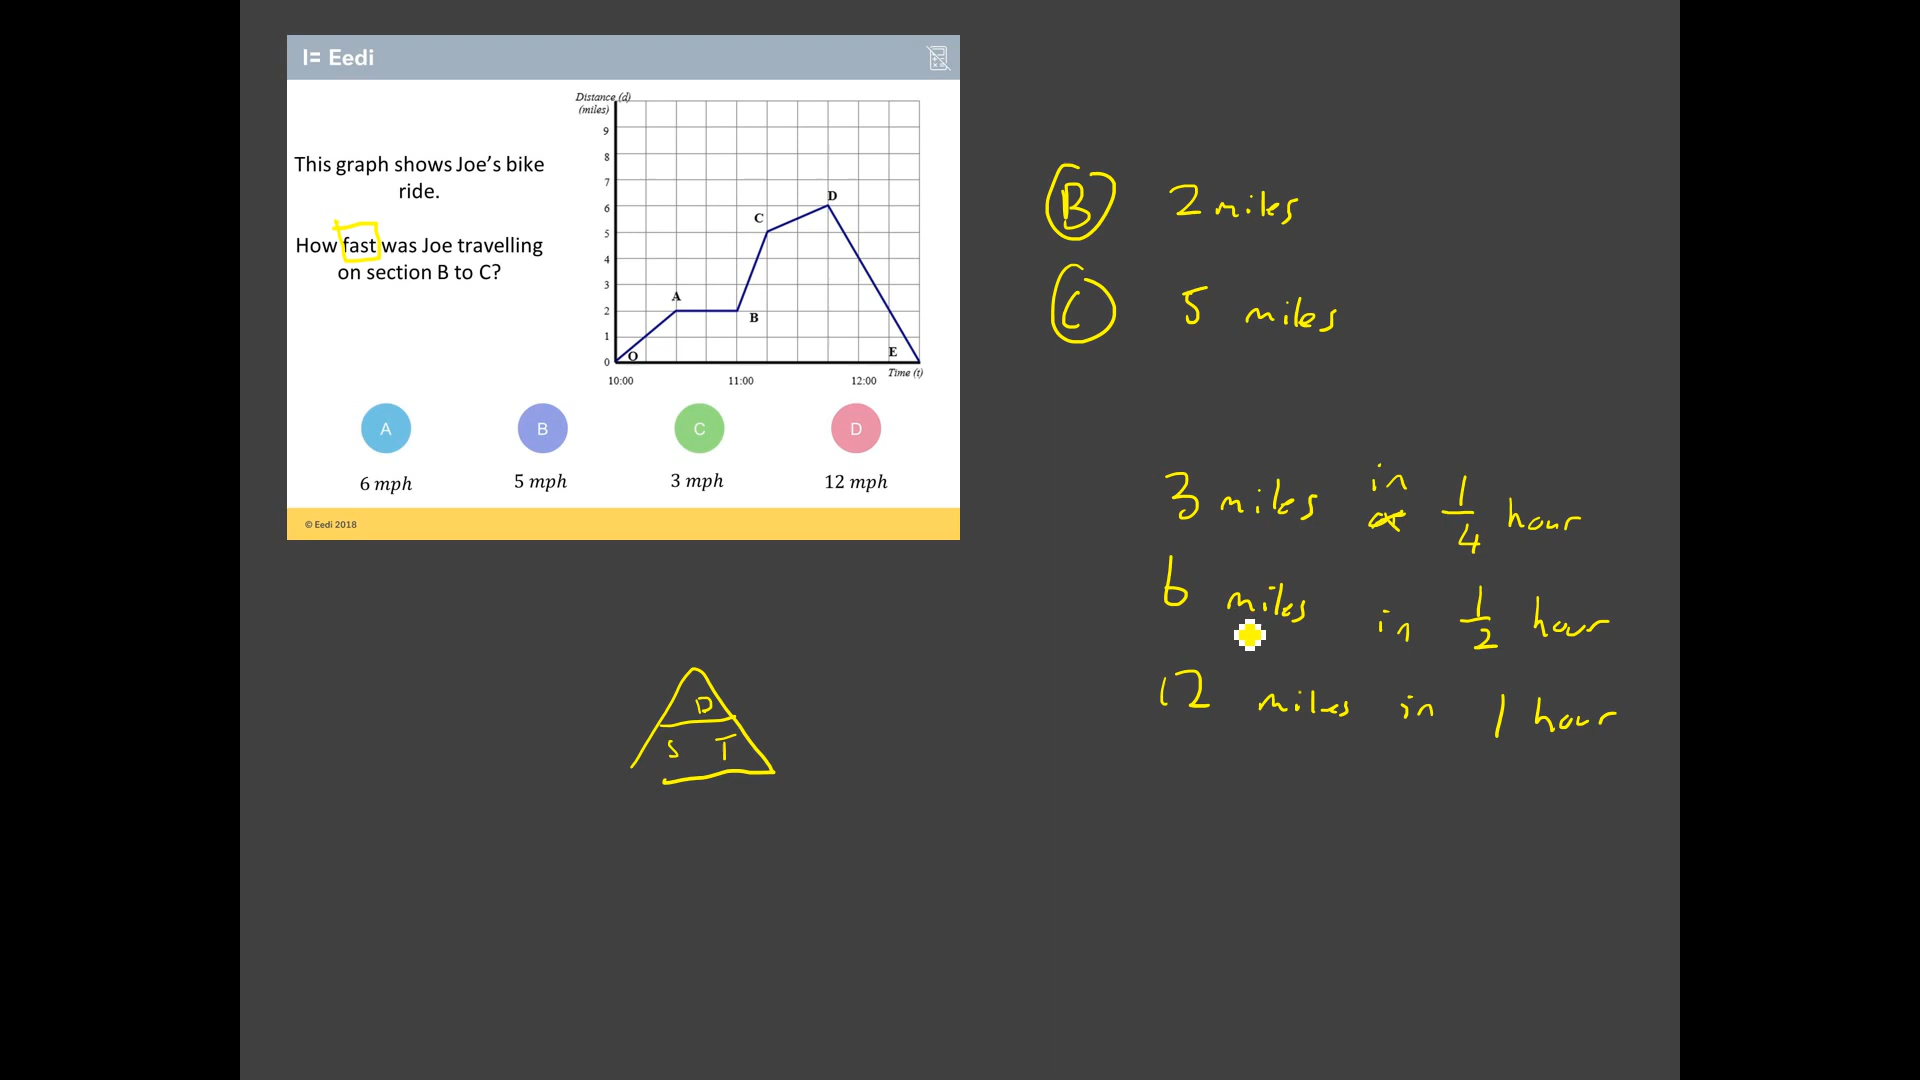 I= Eedi
This graph shows Joe's bike
ride.
How fast was Joe travelling
on section B to C?
Distance (d)
(miles)
9
8
7
6
5
4
3
2
1
0
O
A
B
C
D
E
10:00
11:00
12:00
Time (t)
A
B
C
D
6 mph
5 mph
3 mph
12 mph
© Eedi 2018
B 2 miles
C 5 miles
3 miles in 1/4 hour
6 miles in 1/2 hour
12 miles in 1 hour
D
S T